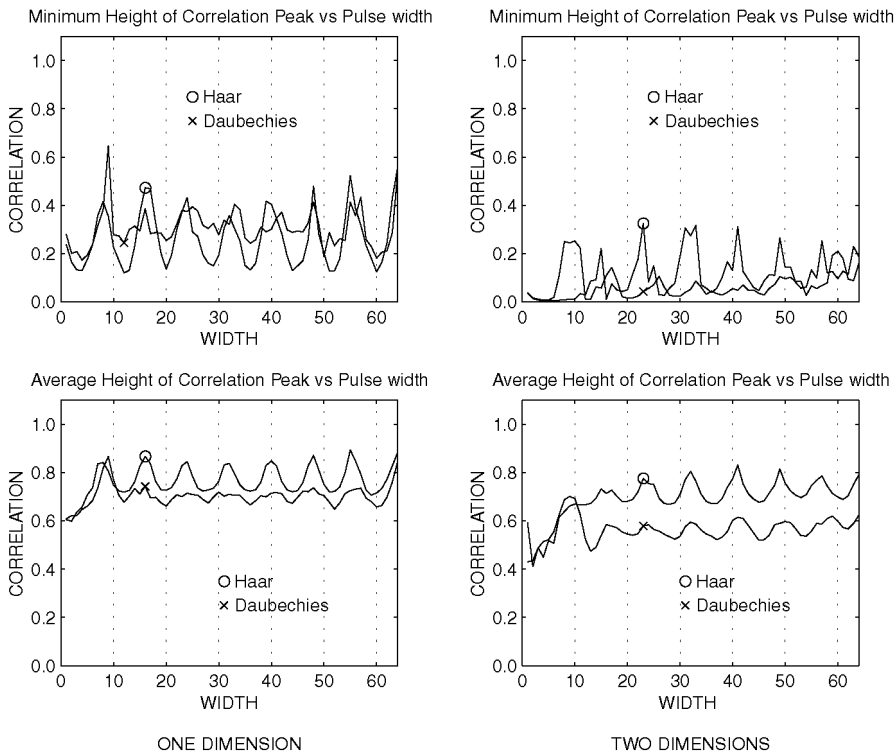 Minimum Height of Correlation Peak vs Pulse width
CORRELATION
1.0
0.8
0.6
0.4
0.2
0.0
Haar
Daubechies
0 10 20 30 40 50 60
WIDTH
Minimum Height of Correlation Peak vs Pulse width
CORRELATION
1.0
0.8
0.6
0.4
0.2
0.0
Haar
Daubechies
0 10 20 30 40 50 60
WIDTH
Average Height of Correlation Peak vs Pulse width
CORRELATION
1.0
0.8
0.6
0.4
0.2
0.0
Haar
Daubechies
0 10 20 30 40 50 60
WIDTH
ONE DIMENSION
Average Height of Correlation Peak vs Pulse width
CORRELATION
1.0
0.8
0.6
0.4
0.2
0.0
Haar
Daubechies
0 10 20 30 40 50 60
WIDTH
TWO DIMENSIONS